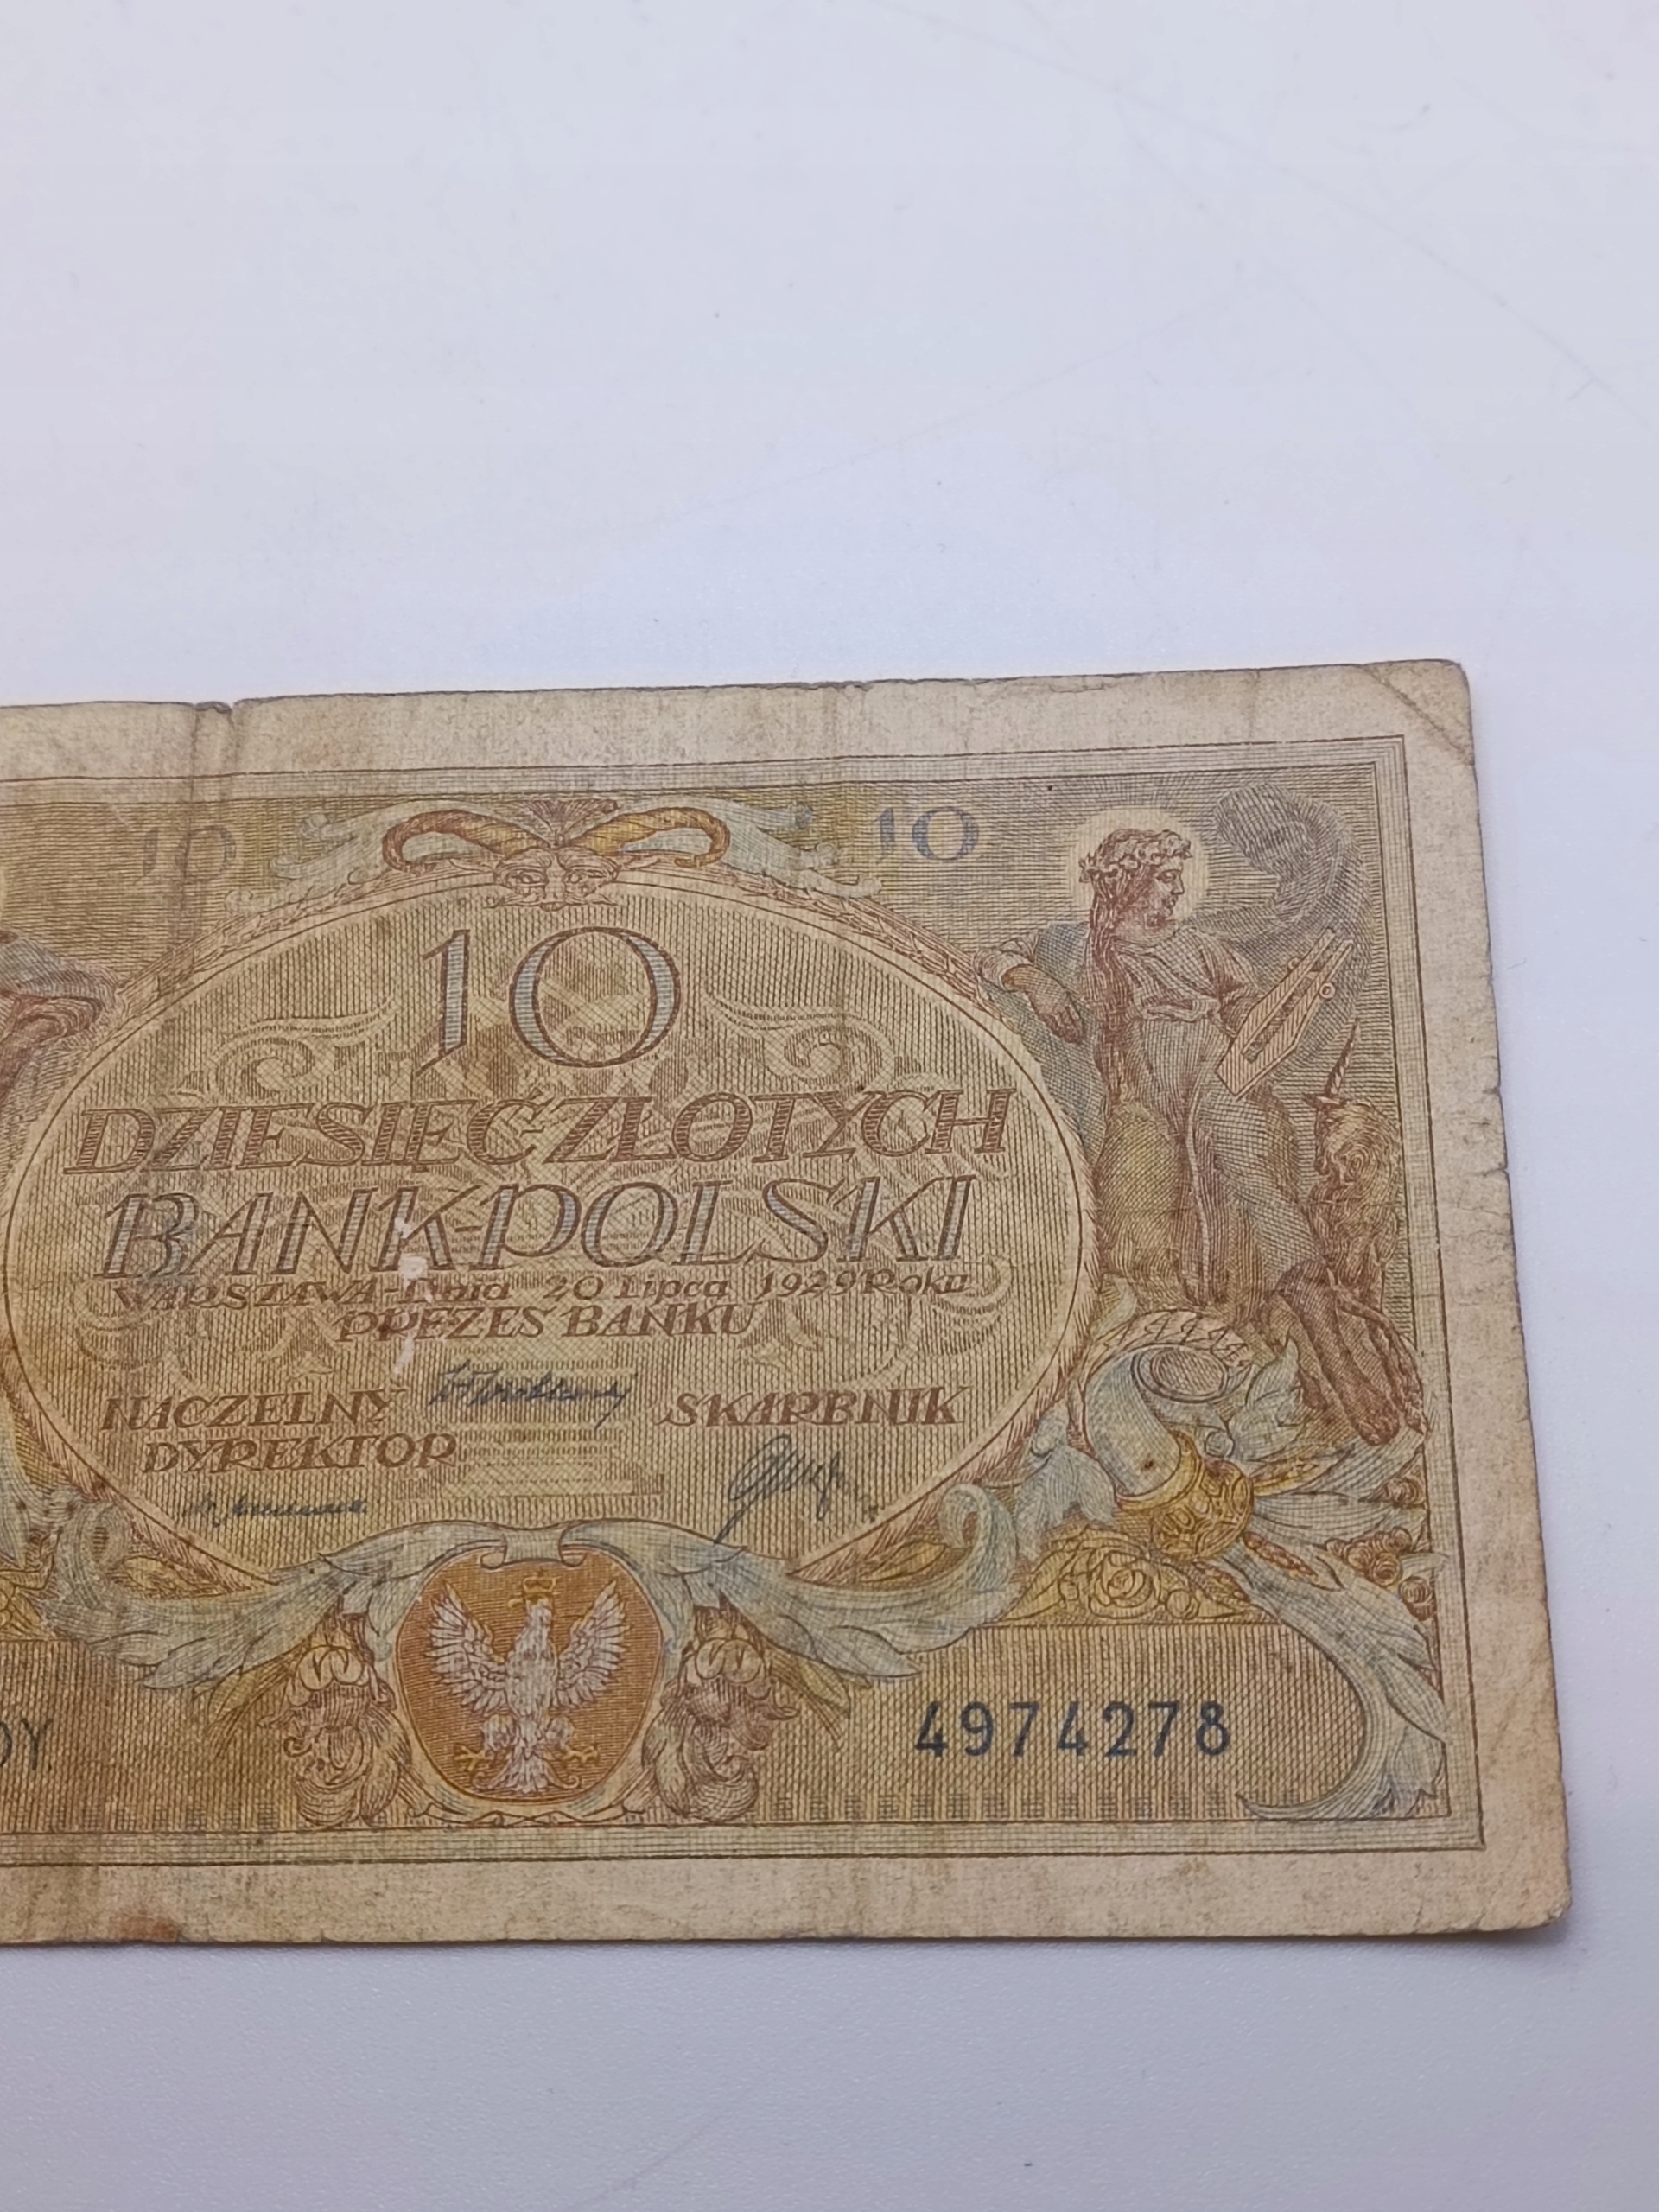 10 10
10
DZIESIĘĆ ZŁOTYCH
BANK POLSKI
WARSZAWA - Dnia 20 Lipca 1929 Roku
PREZES BANKU
NACZELNY SKARBNIK
DYREKTOR
DY. 4974278